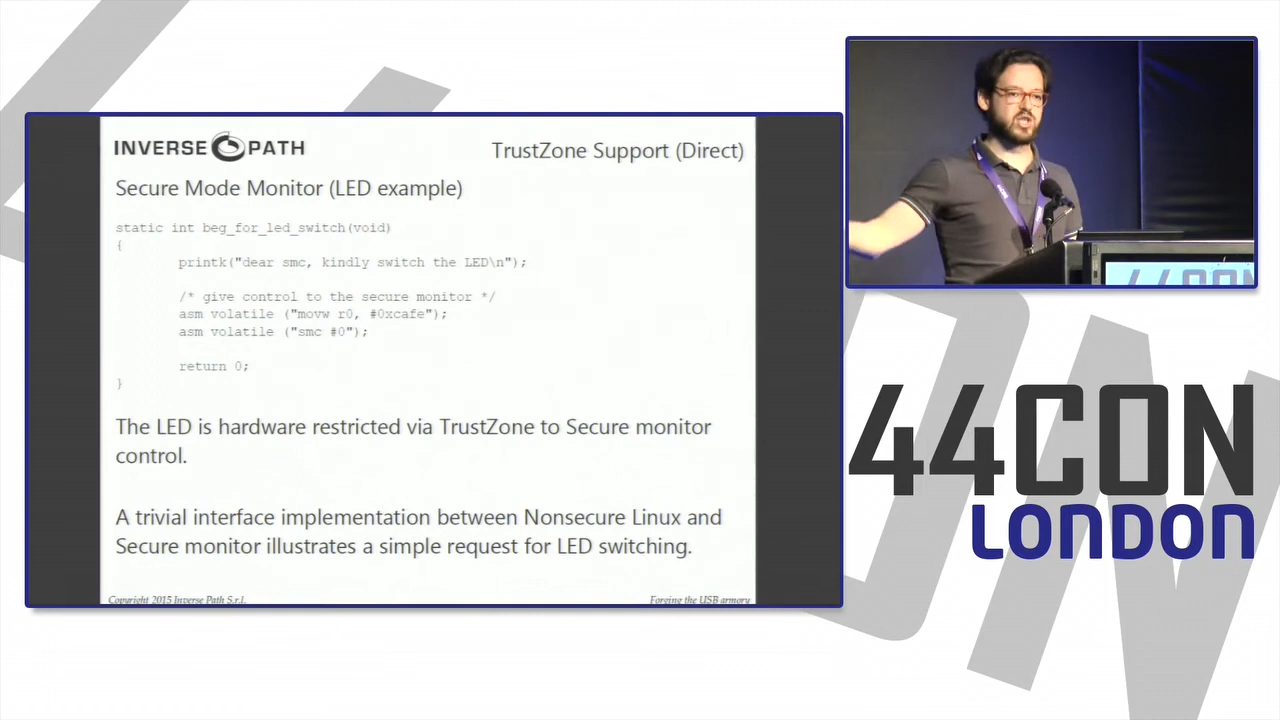 INVERSE PATH
TrustZone Support (Direct)
Secure Mode Monitor (LED example)
static int beg_for_led_switch(void)
{
printk("dear smc, kindly switch the LED\n");
/* give control to the secure monitor */
asm volatile ("movw r0, #0xcafe");
asm volatile ("smc #0");
return 0;
}
The LED is hardware restricted via TrustZone to Secure monitor
control.
A trivial interface implementation between Nonsecure Linux and
Secure monitor illustrates a simple request for LED switching.
Copyright 2015 Inverse Path S.r.l.
Forging the USB armory
44CON
44CON
LONDON